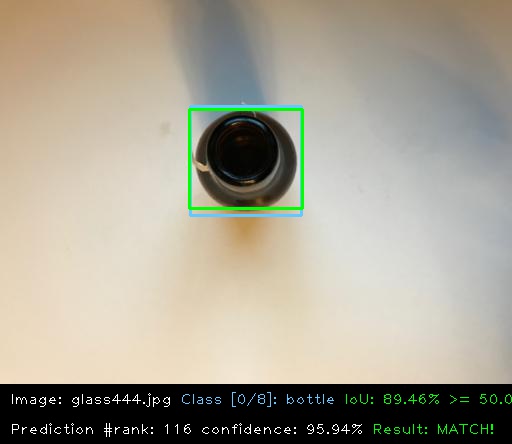 Image: glass444.jpg Class [0/8]: bottle IoU: 89.46% >= 50.0
Prediction #rank: 116 confidence: 95.94% Result: MATCH!